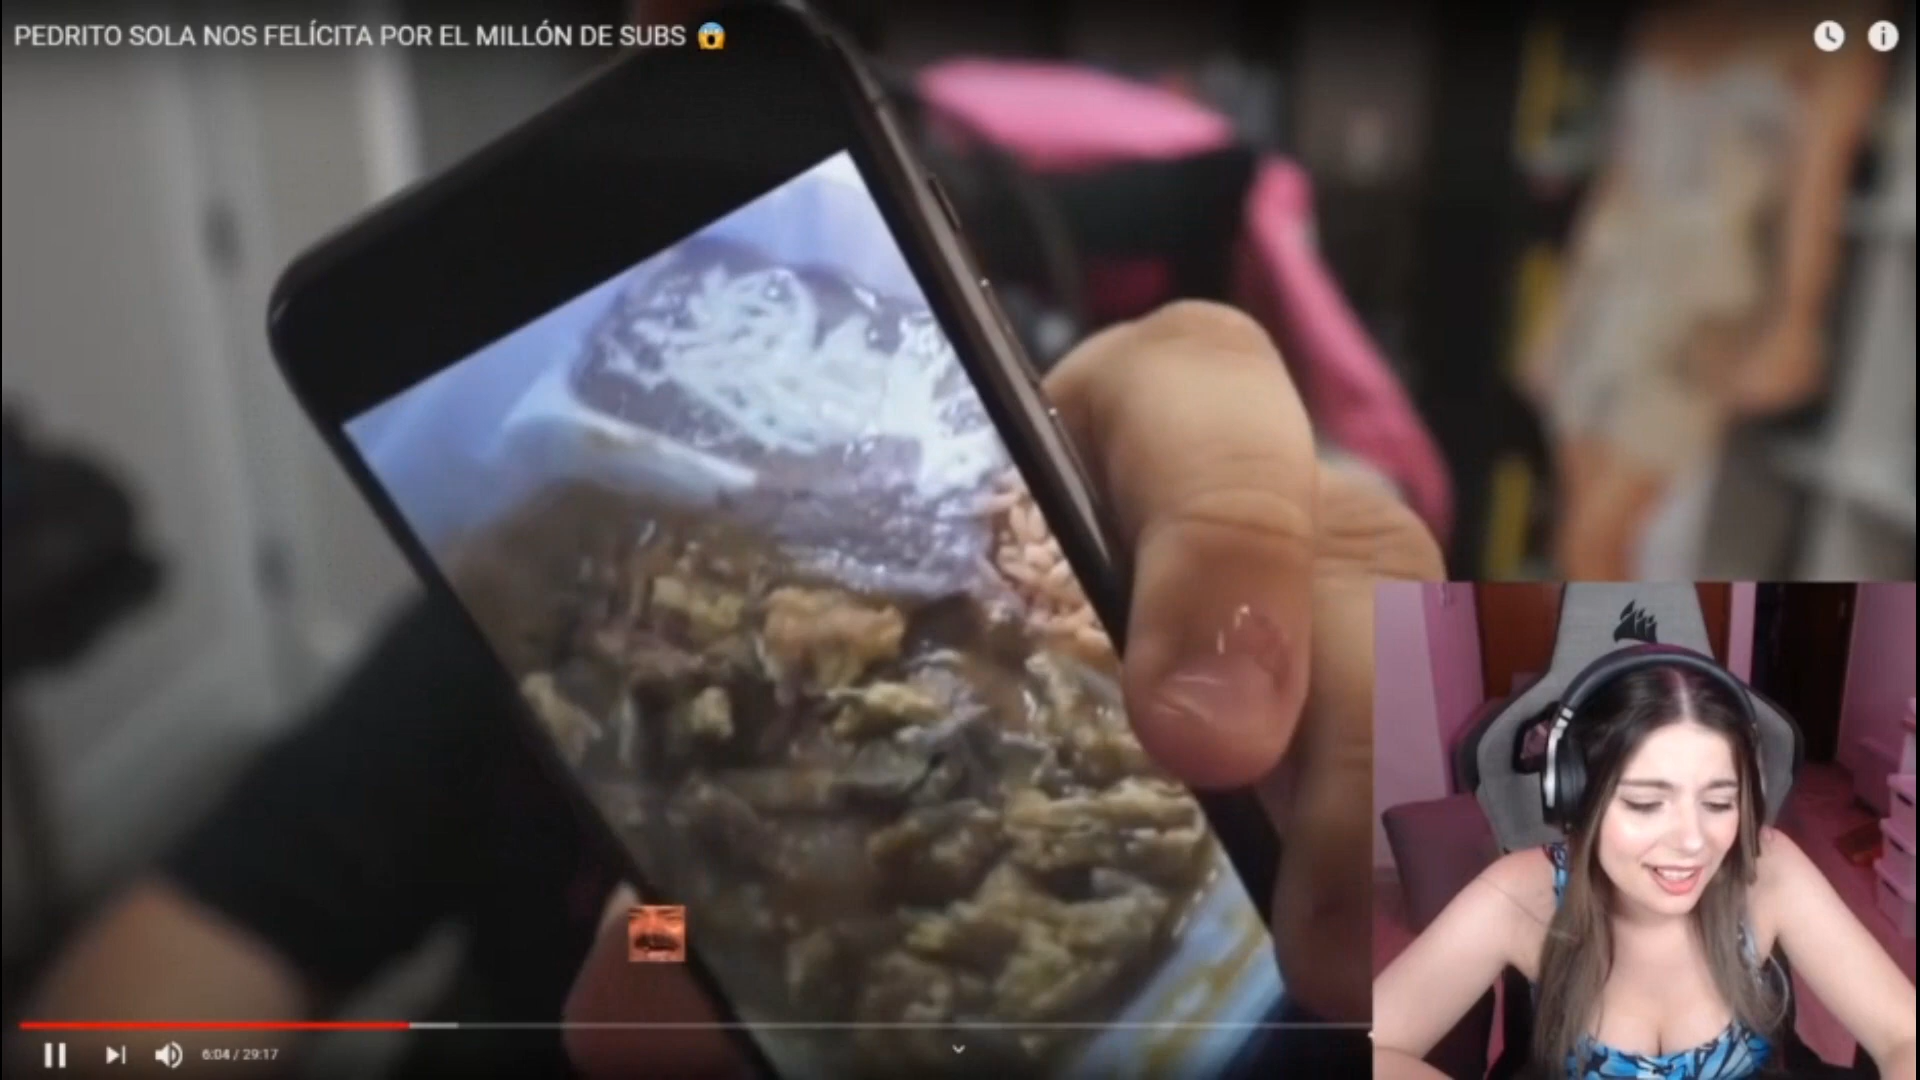 PEDRITO SOLA NOS FELÍCITA POR EL MILLÓN DE SUBS 😱
6:04 / 29:17